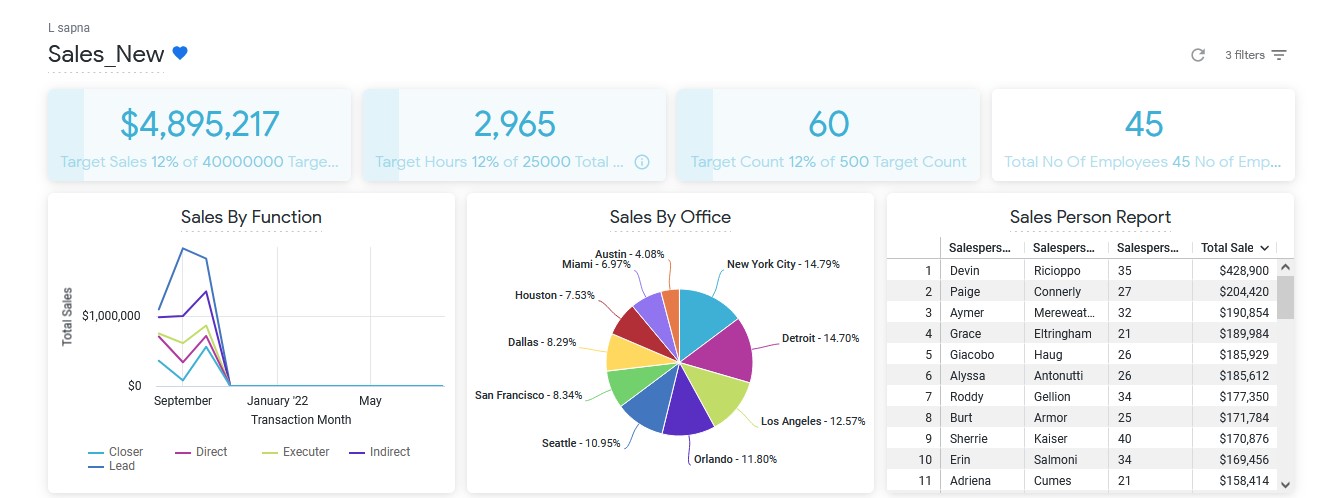 L sapna
Sales_New
3 filters
$4,895,217
Target Sales 12% of 40000000 Targe...
2,965
Target Hours 12% of 25000 Total ...
60
Target Count 12% of 500 Target Count
45
Total No Of Employees 45 No of Emp...
Sales By Function
Total Sales
$1,000,000
$0
September
January '22
May
Transaction Month
Closer
Direct
Executer
Indirect
Lead
Sales By Office
Austin - 4.08%
Miami - 6.97%
New York City - 14.79%
Houston - 7.53%
Detroit - 14.70%
Dallas - 8.29%
San Francisco - 8.34%
Los Angeles - 12.57%
Seattle - 10.95%
Orlando - 11.80%
Sales Person Report
Salespers... Salespers... Salespers... Total Sale
1 Devin Ricioppo 35 $428,900
2 Paige Connerly 27 $204,420
3 Aymer Mereweat... 32 $190,854
4 Grace Eltringham 21 $189,984
5 Giacobo Haug 26 $185,929
6 Alyssa Antonutti 26 $185,612
7 Roddy Gellion 34 $177,350
8 Burt Armor 25 $171,784
9 Sherrie Kaiser 40 $170,876
10 Erin Salmoni 34 $169,456
11 Adriena Cumes 21 $158,414